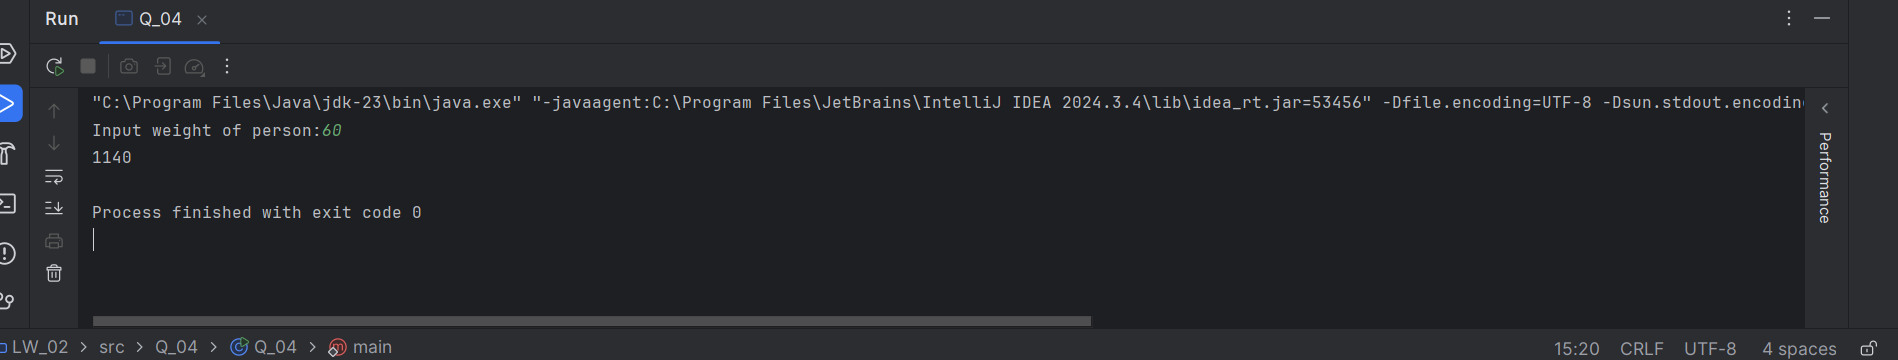 Run Q_04
"C:\Program Files\Java\jdk-23\bin\java.exe" "-javaagent:C:\Program Files\JetBrains\IntelliJ IDEA 2024.3.4\lib\idea_rt.jar=53456" -Dfile.encoding=UTF-8 -Dsun.stdout.encoding
Input weight of person:60
1140
Process finished with exit code 0
Performance
LW_02 > src > Q_04 > Q_04 > main
15:20 CRLF UTF-8 4 spaces